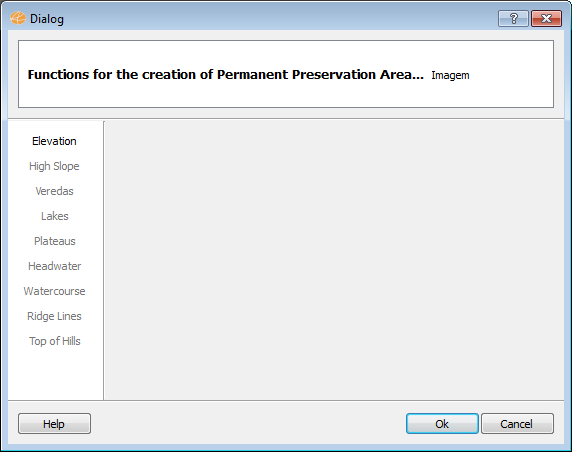 Dialog
Functions for the creation of Permanent Preservation Area... Imagem
Elevation
High Slope
Veredas
Lakes
Plateaus
Headwater
Watercourse
Ridge Lines
Top of Hills
Help Ok Cancel